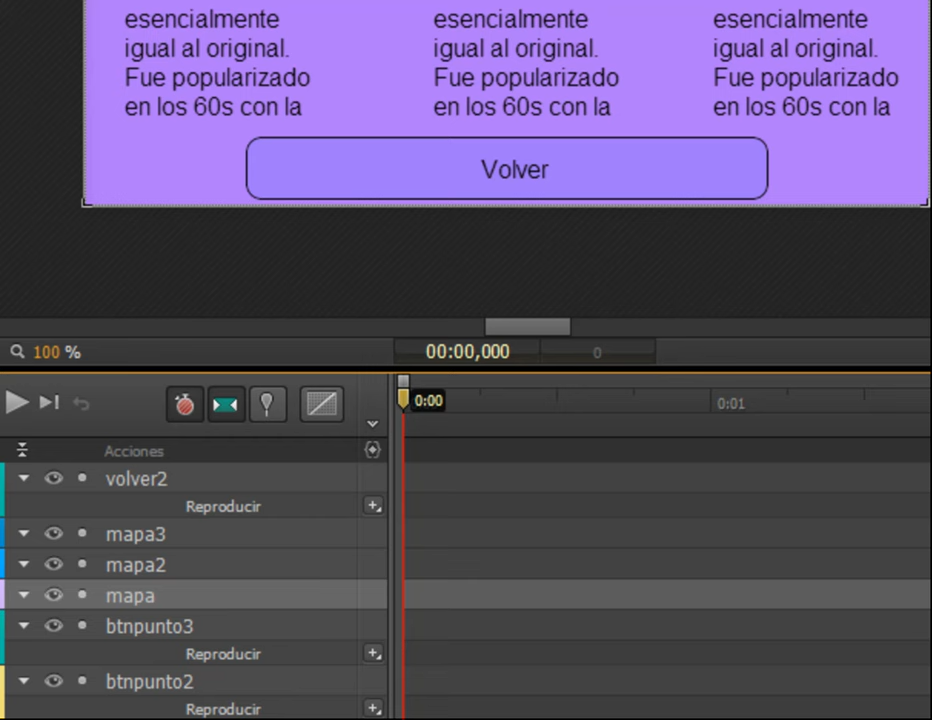 esencialmente esencialmente esencialmente
igual al original. igual al original. igual al original.
Fue popularizado Fue popularizado Fue popularizado
en los 60s con la en los 60s con la en los 60s con la
Volver
100 % 00:00,000 0
0:00 0:01
Acciones
volver2
Reproducir
mapa3
mapa2
mapa
btnpunto3
Reproducir
btnpunto2
Reproducir